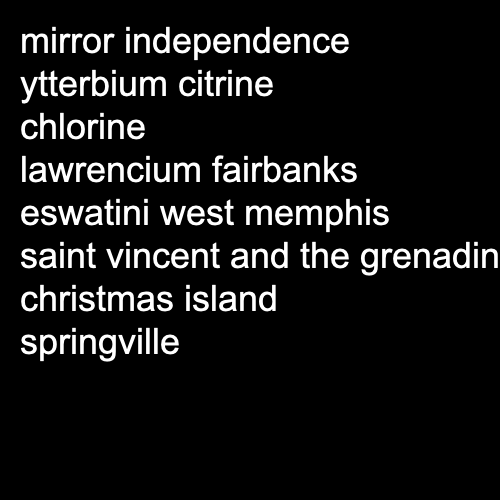 mirror independence
ytterbium citrine
chlorine
lawrencium fairbanks
eswatini west memphis
saint vincent and the grenadin
christmas island
springville